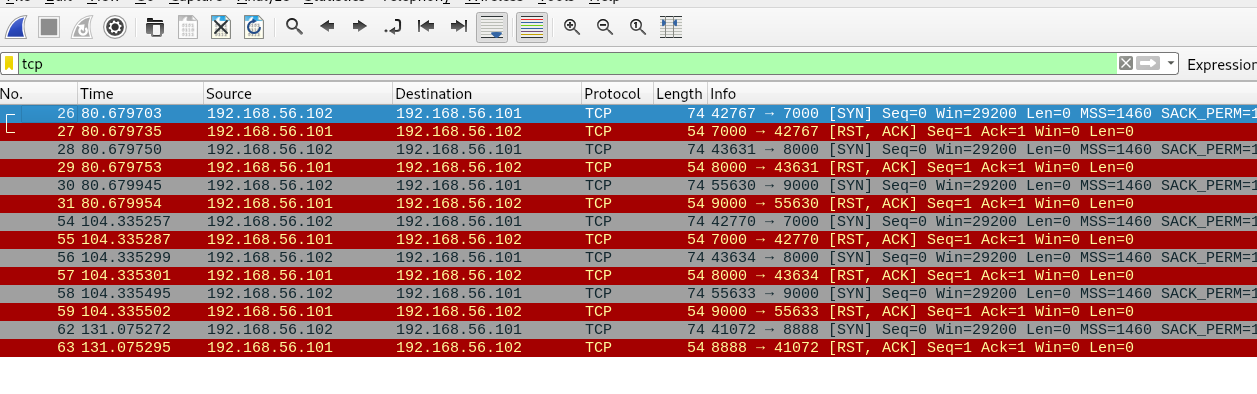 tcp
Expression
No. Time Source Destination Protocol Length Info
26 80.679703 192.168.56.102 192.168.56.101 TCP 74 42767 → 7000 [SYN] Seq=0 Win=29200 Len=0 MSS=1460 SACK_PERM=1
27 80.679735 192.168.56.101 192.168.56.102 TCP 54 7000 → 42767 [RST, ACK] Seq=1 Ack=1 Win=0 Len=0
28 80.679750 192.168.56.102 192.168.56.101 TCP 74 43631 → 8000 [SYN] Seq=0 Win=29200 Len=0 MSS=1460 SACK_PERM=1
29 80.679753 192.168.56.101 192.168.56.102 TCP 54 8000 → 43631 [RST, ACK] Seq=1 Ack=1 Win=0 Len=0
30 80.679945 192.168.56.102 192.168.56.101 TCP 74 55630 → 9000 [SYN] Seq=0 Win=29200 Len=0 MSS=1460 SACK_PERM=1
31 80.679954 192.168.56.101 192.168.56.102 TCP 54 9000 → 55630 [RST, ACK] Seq=1 Ack=1 Win=0 Len=0
54 104.335257 192.168.56.102 192.168.56.101 TCP 74 42770 → 7000 [SYN] Seq=0 Win=29200 Len=0 MSS=1460 SACK_PERM=1
55 104.335287 192.168.56.101 192.168.56.102 TCP 54 7000 → 42770 [RST, ACK] Seq=1 Ack=1 Win=0 Len=0
56 104.335299 192.168.56.102 192.168.56.101 TCP 74 43634 → 8000 [SYN] Seq=0 Win=29200 Len=0 MSS=1460 SACK_PERM=1
57 104.335301 192.168.56.101 192.168.56.102 TCP 54 8000 → 43634 [RST, ACK] Seq=1 Ack=1 Win=0 Len=0
58 104.335495 192.168.56.102 192.168.56.101 TCP 74 55633 → 9000 [SYN] Seq=0 Win=29200 Len=0 MSS=1460 SACK_PERM=1
59 104.335502 192.168.56.101 192.168.56.102 TCP 54 9000 → 55633 [RST, ACK] Seq=1 Ack=1 Win=0 Len=0
62 131.075272 192.168.56.102 192.168.56.101 TCP 74 41072 → 8888 [SYN] Seq=0 Win=29200 Len=0 MSS=1460 SACK_PERM=1
63 131.075295 192.168.56.101 192.168.56.102 TCP 54 8888 → 41072 [RST, ACK] Seq=1 Ack=1 Win=0 Len=0